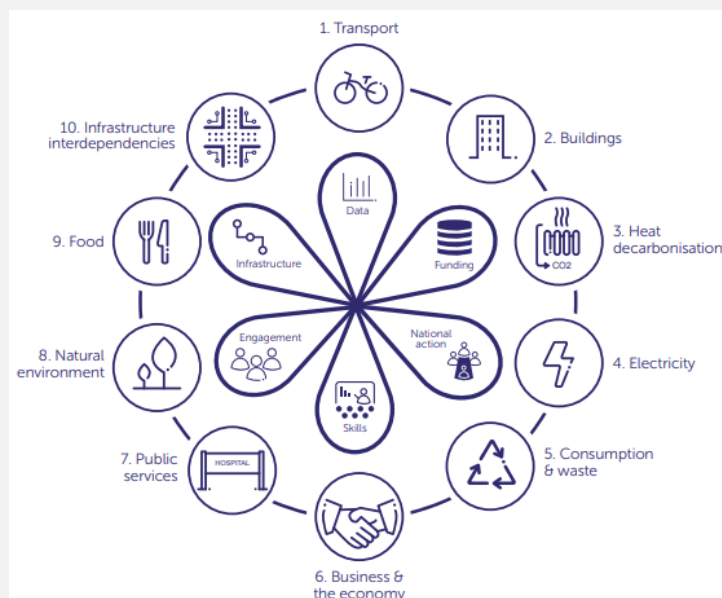 1. Transport
10. Infrastructure
interdependencies
2. Buildings
Data
9. Food
Infrastructure
Funding
3. Heat
decarbonisation
CO2
Engagement
National
action
8. Natural
environment
4. Electricity
Skills
7. Public
services
HOSPITAL
5. Consumption
& waste
6. Business &
the economy